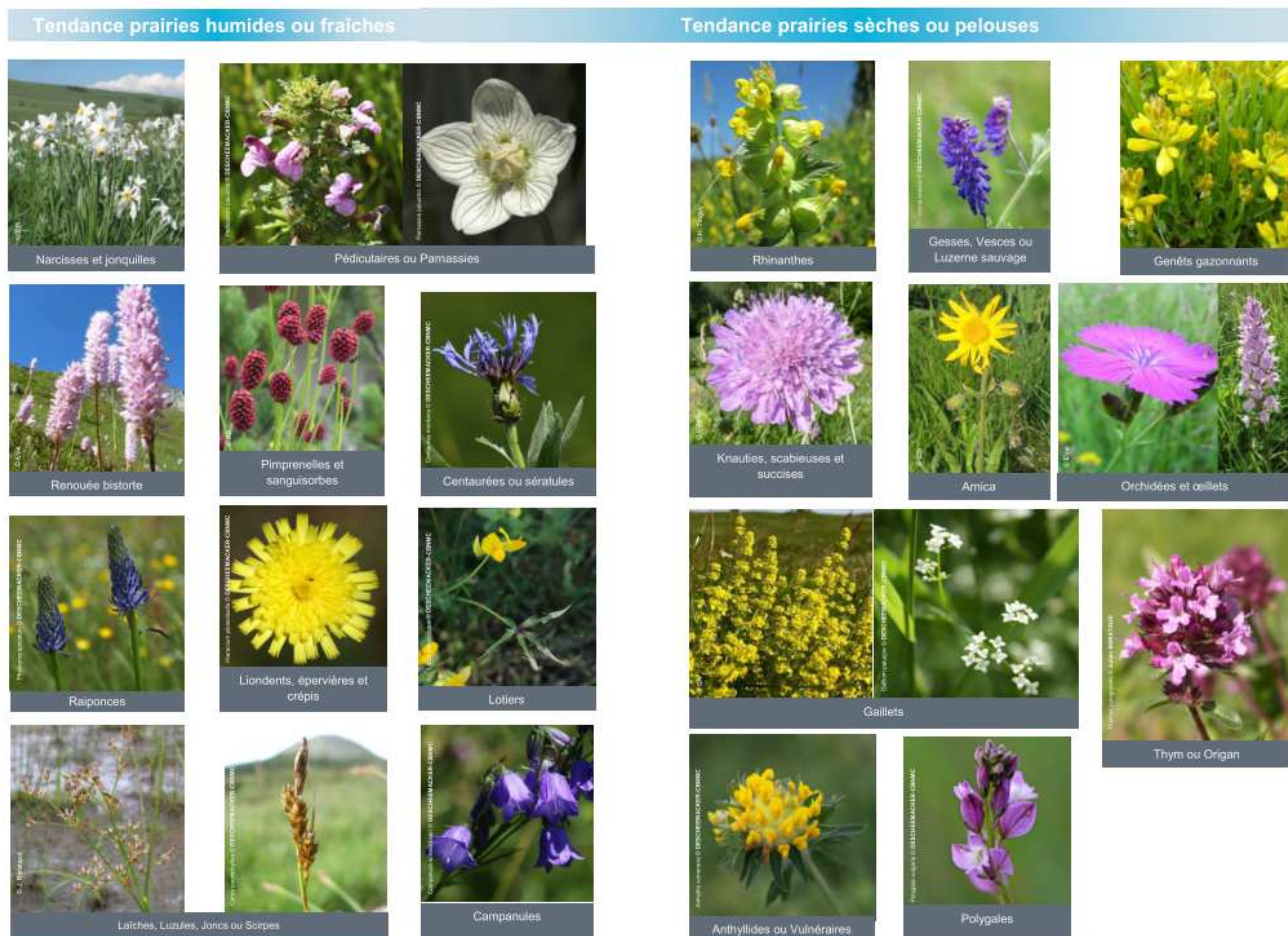 Tendance prairies humides ou fraîches
Tendance prairies sèches ou pelouses
Narcisses et jonquilles
Pédiculaires ou Parnassies
Rhinanthes
Gesses, Vesces ou
Luzerne sauvage
Genêts gazonnants
Renouée bistorte
Pimprenelles et
sanguisorbes
Centaurées ou sératules
Knauties, scabieuses et
succises
Arnica
Orchidées et œillets
Raiponces
Liondents, épervières et
crépis
Lotiers
Gaillets
Thym ou Origan
Laîches, Luzules, Joncs ou Scirpes
Campanules
Anthyllides ou Vulnéraires
Polygales